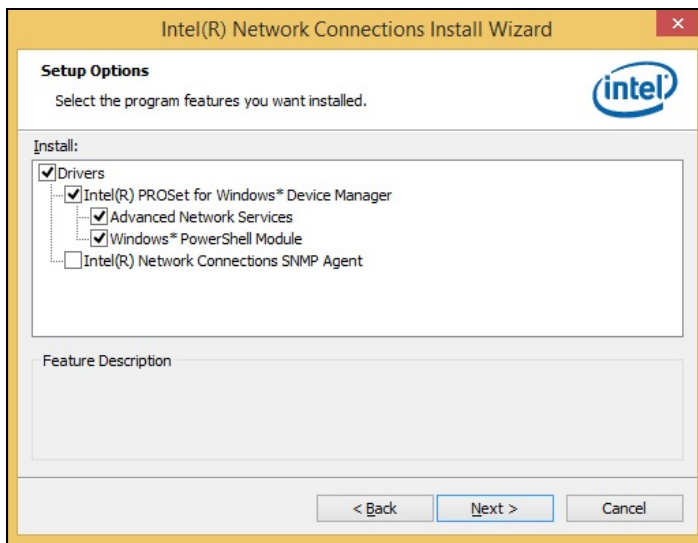 Intel(R) Network Connections Install Wizard
Setup Options
Select the program features you want installed.
intel
Install:
Drivers
Intel(R) PROSet for Windows* Device Manager
Advanced Network Services
Windows* PowerShell Module
Intel(R) Network Connections SNMP Agent
Feature Description
< Back
Next >
Cancel